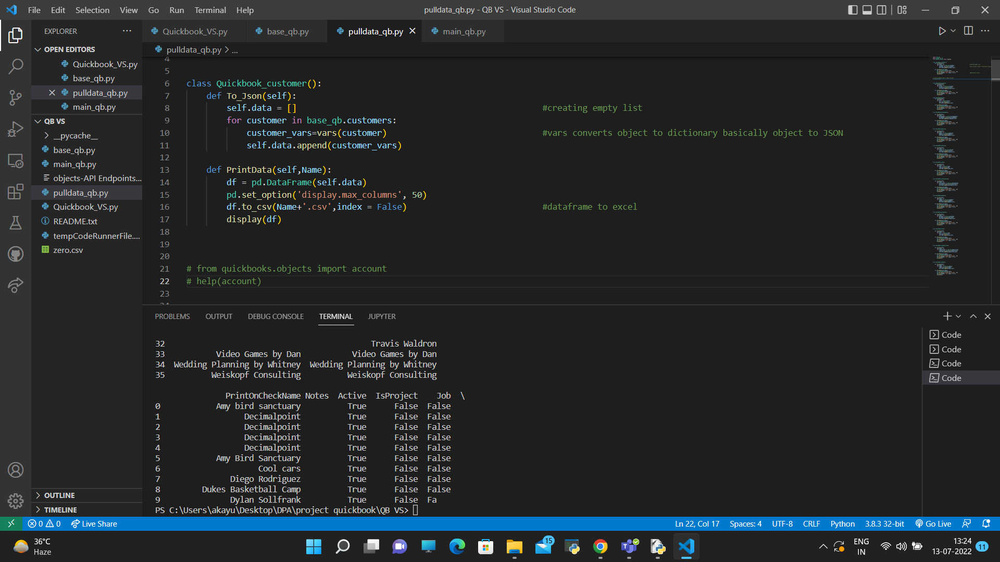 File Edit Selection View Go Run Terminal Help
pulldata_qb.py - QB VS - Visual Studio Code
EXPLORER
OPEN EDITORS
Quickbook_VS.py
base_qb.py
pulldata_qb.py
main_qb.py
QB VS
__pycache__
base_qb.py
main_qb.py
objects-API Endpoints...
pulldata_qb.py
Quickbook_VS.py
README.txt
tempCodeRunnerFile....
zero.csv
OUTLINE
TIMELINE
Quickbook_VS.py base_qb.py pulldata_qb.py main_qb.py
pulldata_qb.py > ...
4
5
6 class Quickbook_customer():
7 def To_Json(self):
8 self.data = [] #creating empty list
9 for customer in base_qb.customers:
10 customer_vars=vars(customer) #vars converts object to dictionary basically object to JSON
11 self.data.append(customer_vars)
12
13 def PrintData(self,Name):
14 df = pd.DataFrame(self.data)
15 pd.set_option('display.max_columns', 50)
16 df.to_csv(Name+'.csv',index = False) #dataframe to excel
17 display(df)
18
19
20
21 # from quickbooks.objects import account
22 # help(account)
23
PROBLEMS OUTPUT DEBUG CONSOLE TERMINAL JUPYTER
32 Travis Waldron
33 Video Games by Dan Video Games by Dan
34 Wedding Planning by Whitney Wedding Planning by Whitney
35 Weiskopf Consulting Weiskopf Consulting
PrintOnCheckName Notes Active IsProject Job \
0 Amy bird sanctuary True False False
1 Decimalpoint True False False
2 Decimalpoint True False False
3 Decimalpoint True False False
4 Decimalpoint True False False
5 Amy Bird Sanctuary True False False
6 Cool cars True False False
7 Diego Rodriguez True False False
8 Dukes Basketball Camp True False False
9 Dylan Sollfrank True False Fa
PS C:\Users\akayu\Desktop\DPA\project quickbook\QB VS>
Code
Code
Code
Code
0 0 Live Share
Ln 22, Col 17 Spaces: 4 UTF-8 CRLF Python 3.8.3 32-bit Go Live
36°C
Haze
15
ENG
IN
13:24
13-07-2022
11